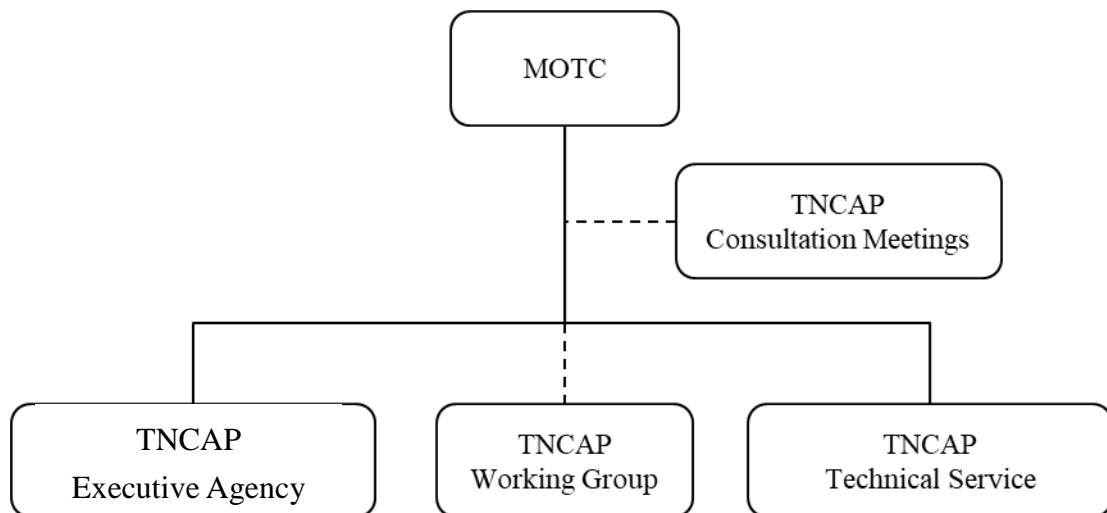 MOTC
TNCAP
Consultation Meetings
TNCAP
Executive Agency
TNCAP
Working Group
TNCAP
Technical Service